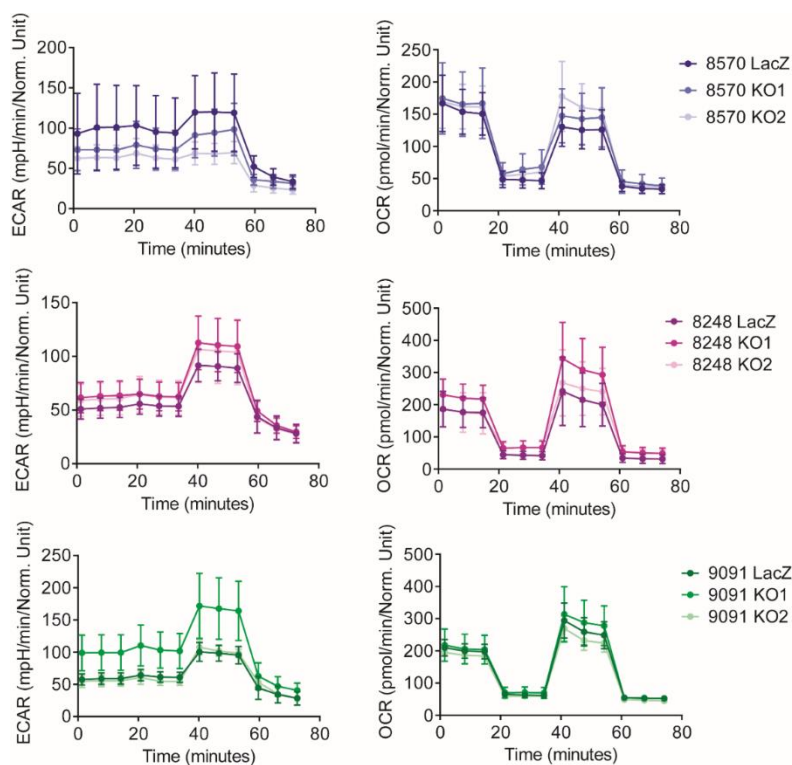 ECAR (mpH/min/Norm. Unit)
200
150
100
50
0
0 20 40 60 80
Time (minutes)
OCR (pmol/min/Norm. Unit)
250
200
150
100
50
0
0 20 40 60 80
Time (minutes)
8570 LacZ
8570 KO1
8570 KO2
ECAR (mpH/min/Norm. Unit)
150
100
50
0
0 20 40 60 80
Time (minutes)
OCR (pmol/min/Norm. Unit)
500
400
300
200
100
0
0 20 40 60 80
Time (minutes)
8248 LacZ
8248 KO1
8248 KO2
ECAR (mpH/min/Norm. Unit)
250
200
150
100
50
0
0 20 40 60 80
Time (minutes)
OCR (pmol/min/Norm. Unit)
500
400
300
200
100
0
0 20 40 60 80
Time (minutes)
9091 LacZ
9091 KO1
9091 KO2